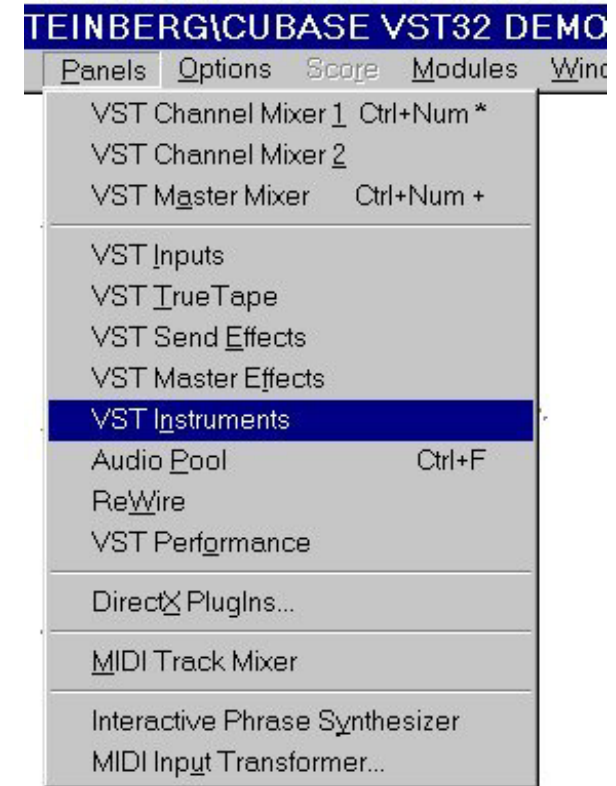 TEINBERG\CUBASE VST32 DEMO
Panels Options Score Modules Wind
VST Channel Mixer 1 Ctrl+Num *
VST Channel Mixer 2
VST Master Mixer Ctrl+Num +
VST Inputs
VST TrueTape
VST Send Effects
VST Master Effects
VST Instruments
Audio Pool Ctrl+F
ReWire
VST Performance
DirectX PlugIns...
MIDI Track Mixer
Interactive Phrase Synthesizer
MIDI Input Transformer...